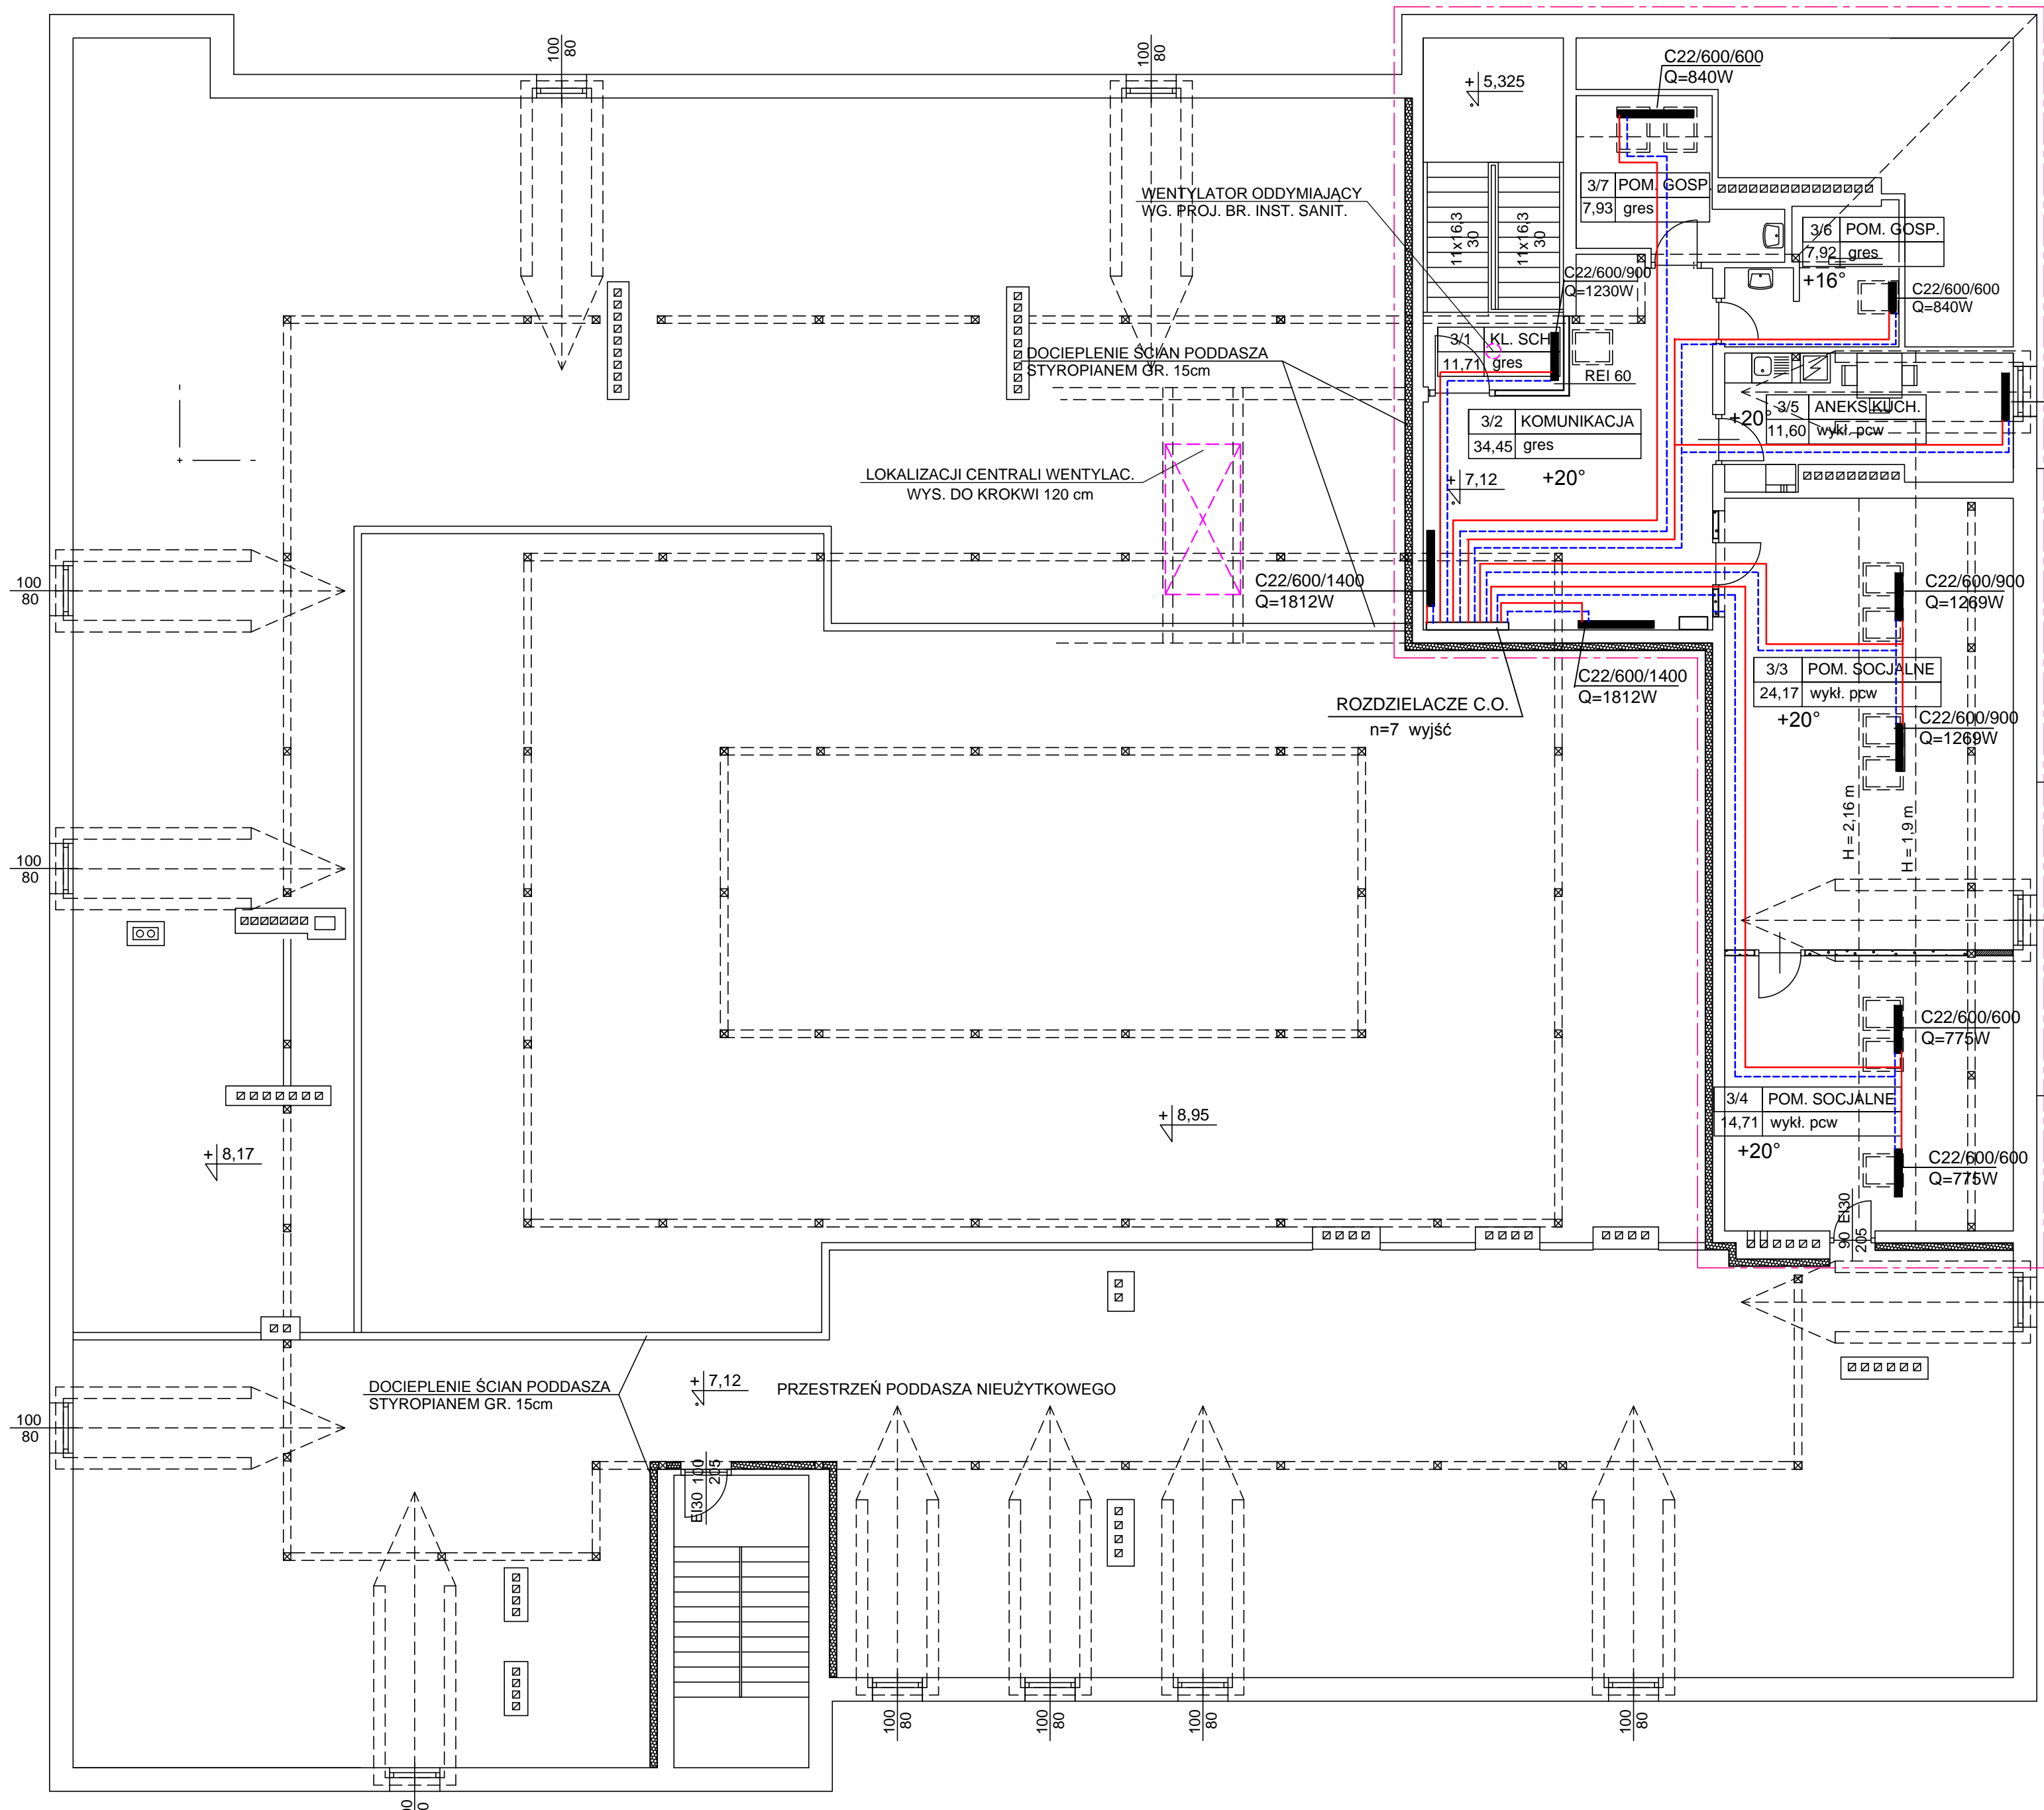 100
80
100
80
+ 5,325
C22/600/600
Q=840W
WENTYLATOR ODDYMIAJĄCY
WG. PROJ. BR. INST. SANIT.
3/7 POM. GOSP.
7,93 gres
11x16,3
30
11x16,3
30
3/6 POM. GOSP.
7,92 gres
+16°
C22/600/900
Q=1230W
C22/600/600
Q=840W
3/1 KL. SCH
11,71 gres
DOCIEPLENIE ŚCIAN PODDASZA
STYROPIANEM GR. 15cm
REI 60
3/2 KOMUNIKACJA
34,45 gres
+20°
3/5 ANEKS KUCH.
11,60 wykł. pcw
+20°
LOKALIZACJI CENTRALI WENTYLAC.
WYS. DO KROKWI 120 cm
+ 7,12
100
80
C22/600/1400
Q=1812W
C22/600/900
Q=1269W
3/3 POM. SOCJALNE
24,17 wykł. pcw
+20°
C22/600/1400
Q=1812W
ROZDZIELACZE C.O.
n=7 wyjść
C22/600/900
Q=1269W
H = 2,16 m
H = 1,9 m
100
80
C22/600/600
Q=775W
3/4 POM. SOCJALNE
14,71 wykł. pcw
+20°
+ 8,95
+ 8,17
C22/600/600
Q=775W
90 EI30
205
DOCIEPLENIE ŚCIAN PODDASZA
STYROPIANEM GR. 15cm
+ 7,12
PRZESTRZEŃ PODDASZA NIEUŻYTKOWEGO
100
80
EI30 100
205
100
80
100
80
100
80
100
80